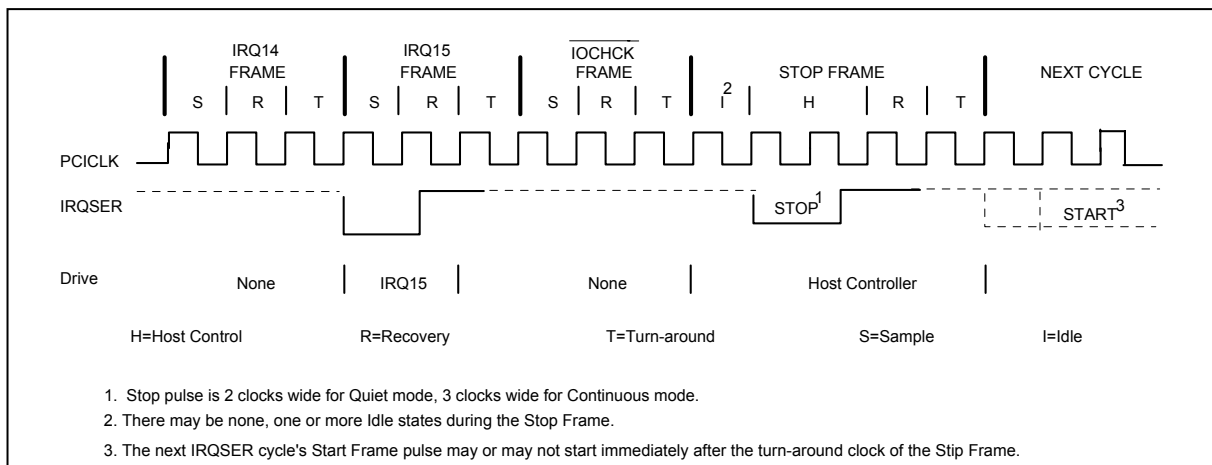 IRQ14 IRQ15 IOCHCK
FRAME FRAME FRAME STOP FRAME NEXT CYCLE
S R T S R T S R T I2 H R T
PCICLK
IRQSER STOP1 START3
Drive None IRQ15 None Host Controller
H=Host Control R=Recovery T=Turn-around S=Sample I=Idle
1. Stop pulse is 2 clocks wide for Quiet mode, 3 clocks wide for Continuous mode.
2. There may be none, one or more Idle states during the Stop Frame.
3. The next IRQSER cycle's Start Frame pulse may or may not start immediately after the turn-around clock of the Stip Frame.